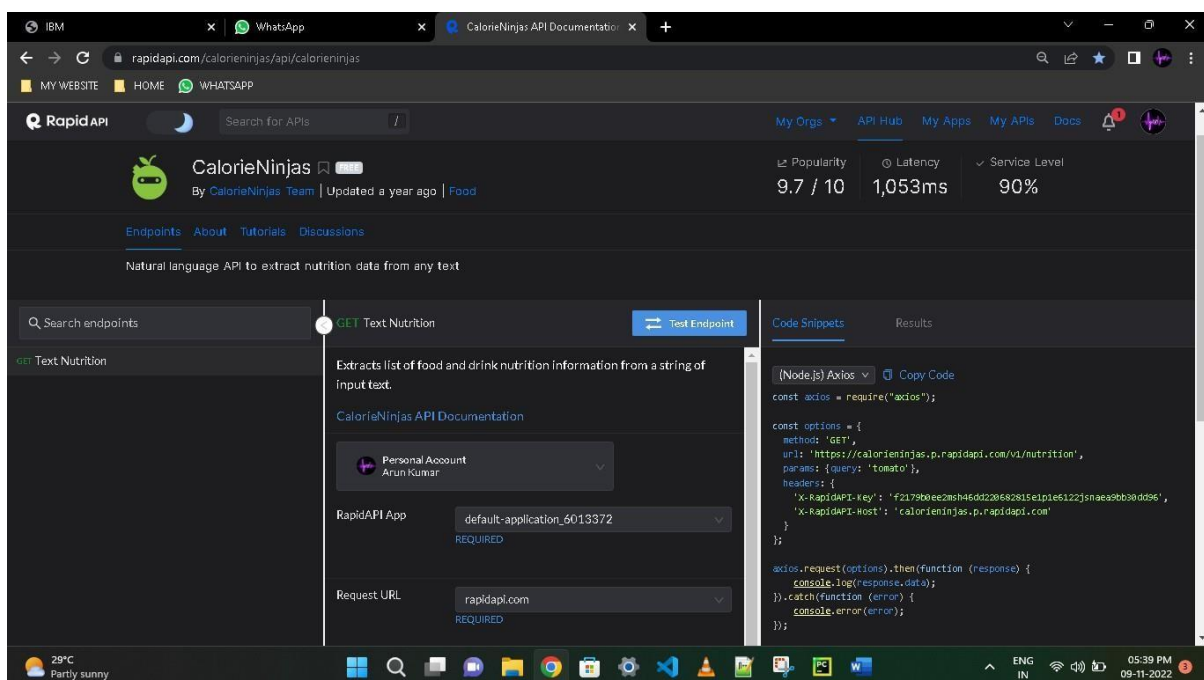 IBM
WhatsApp
CalorieNinjas API Documentation
rapidapi.com/calorieninjas/api/calorieninjas
MY WEBSITE HOME WHATSAPP
Rapid API
Search for APIs /
My Orgs API Hub My Apps My APIs Docs
1
CalorieNinjas FREE
By CalorieNinjas Team | Updated a year ago | Food
Popularity Latency Service Level
9.7 / 10 1,053ms 90%
Endpoints About Tutorials Discussions
Natural language API to extract nutrition data from any text
Search endpoints
GET Text Nutrition
GET Text Nutrition
Test Endpoint
Extracts list of food and drink nutrition information from a string of
input text.
CalorieNinjas API Documentation
Personal Account
Arun Kumar
RapidAPI App
default-application_6013372
REQUIRED
Request URL
rapidapi.com
REQUIRED
Code Snippets Results
(Node.js) Axios Copy Code
const axios = require("axios");
const options = {
method: 'GET',
url: 'https://calorieninjas.p.rapidapi.com/v1/nutrition',
params: {query: 'tomato'},
headers: {
'X-RapidAPI-Key':
'X-RapidAPI-Host': 'calorieninjas.p.rapidapi.com'
}
};
axios.request(options).then(function (response) {
console.log(response.data);
}).catch(function (error) {
console.error(error);
});
29°C
Partly sunny
ENG
IN
05:39 PM
09-11-2022
3